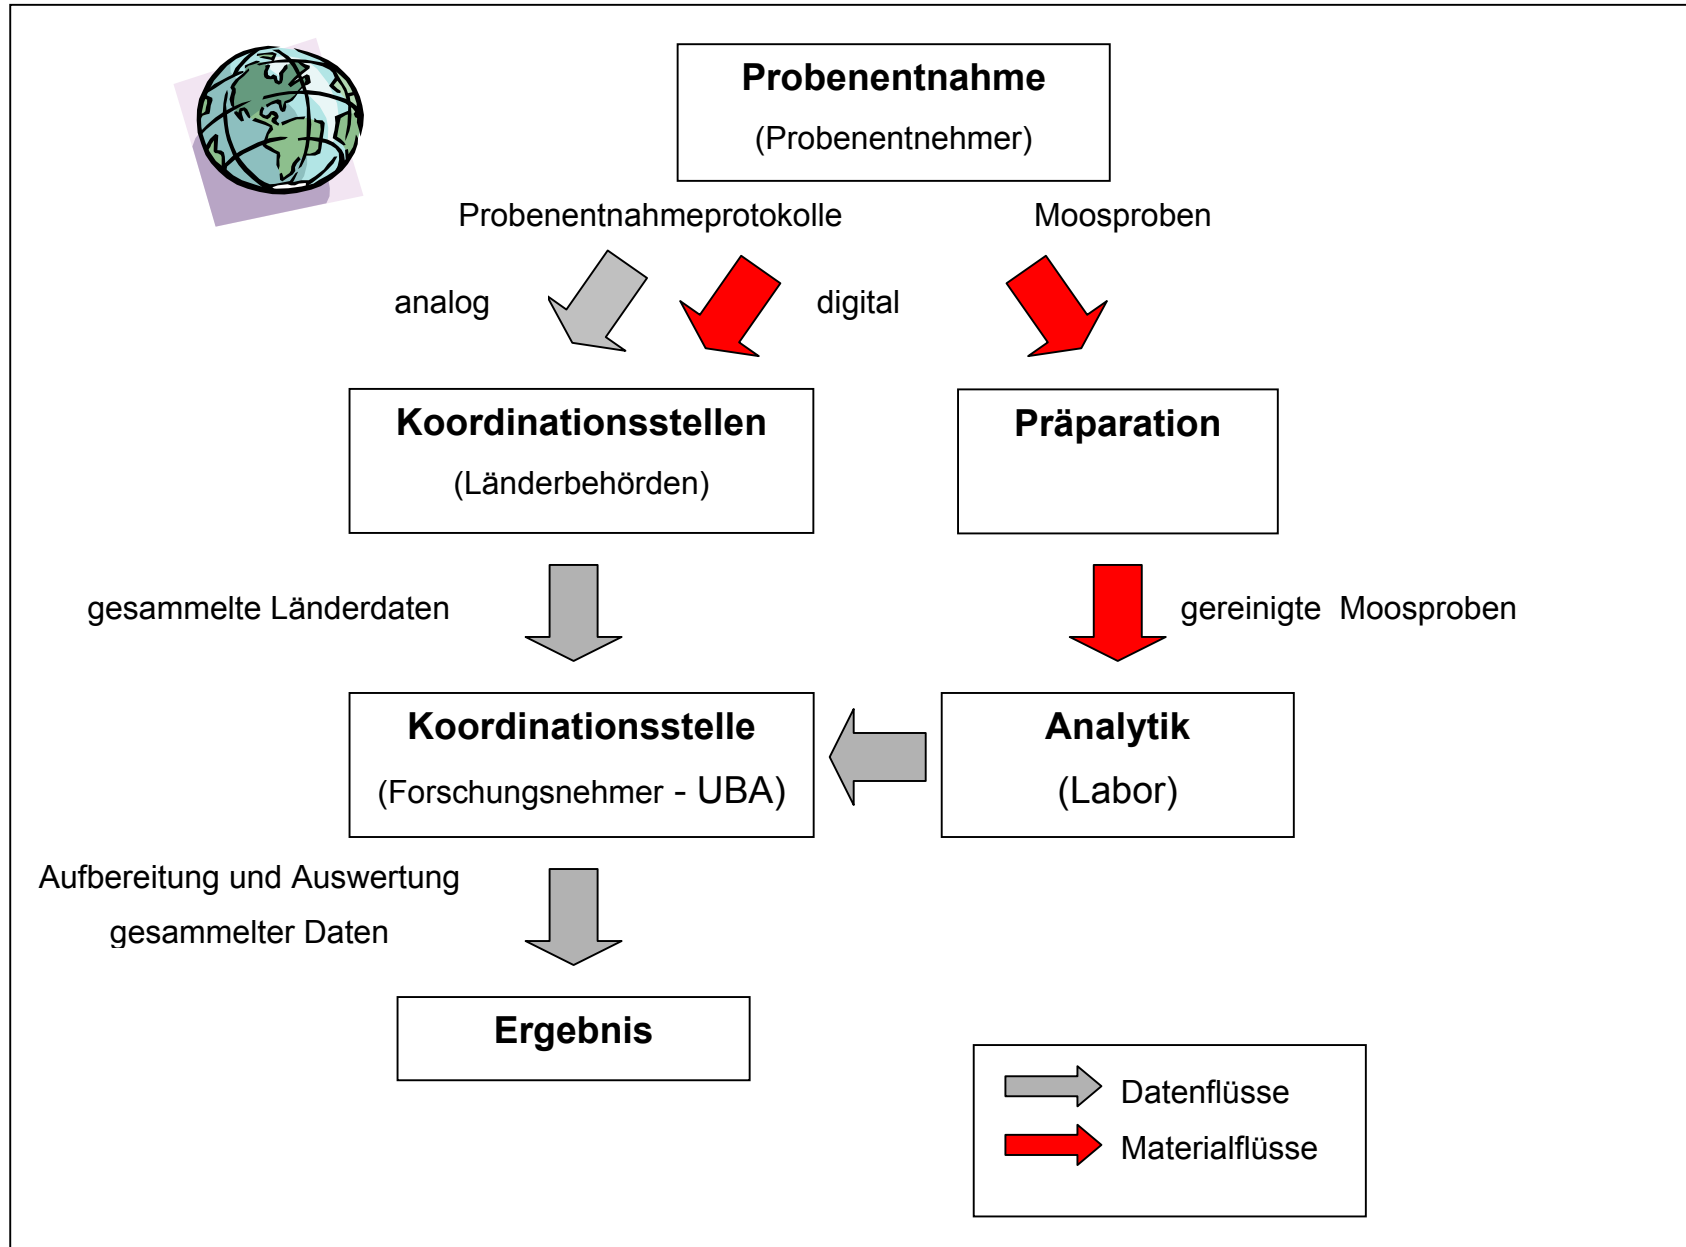 Probenentnahme
(Probenentnehmer)
Probenentnahmeprotokolle
Moosproben
analog
digital
Koordinationsstellen
(Länderbehörden)
Präparation
gesammelte Länderdaten
gereinigte Moosproben
Koordinationsstelle
(Forschungsnehmer - UBA)
Analytik
(Labor)
Aufbereitung und Auswertung
gesammelter Daten
Ergebnis
Datenflüsse
Materialflüsse